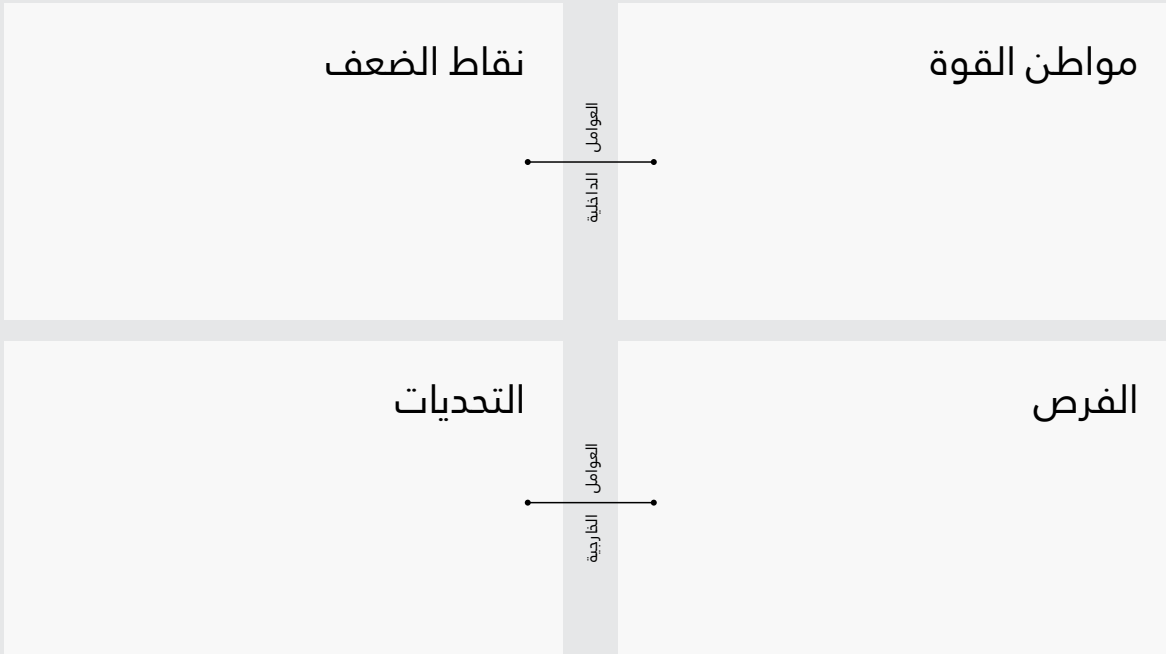 مواطن القوة
نقاط الضعف
العوامل
الداخلية
الفرص
التحديات
العوامل
الخارجية